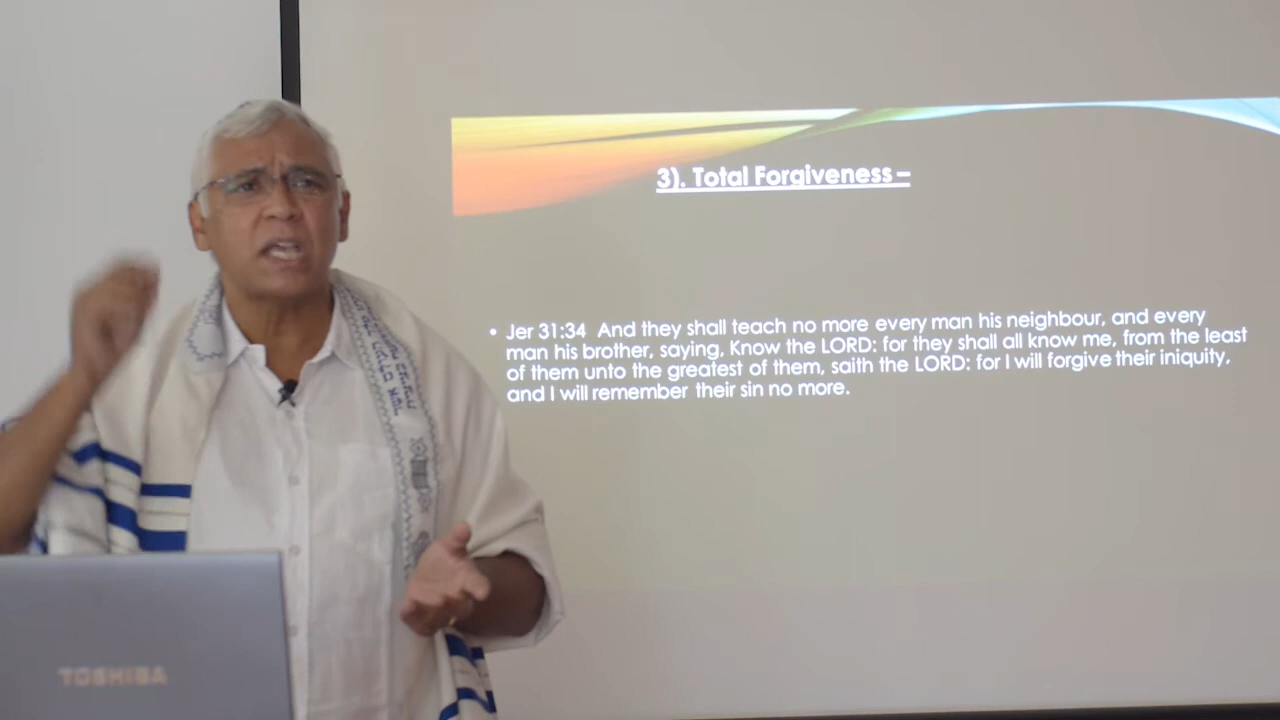 3). Total Forgiveness –
• Jer 31:34 And they shall teach no more every man his neighbour, and every
man his brother, saying, Know the LORD: for they shall all know me, from the least
of them unto the greatest of them, saith the LORD: for I will forgive their iniquity,
and I will remember their sin no more.
TOSHIBA